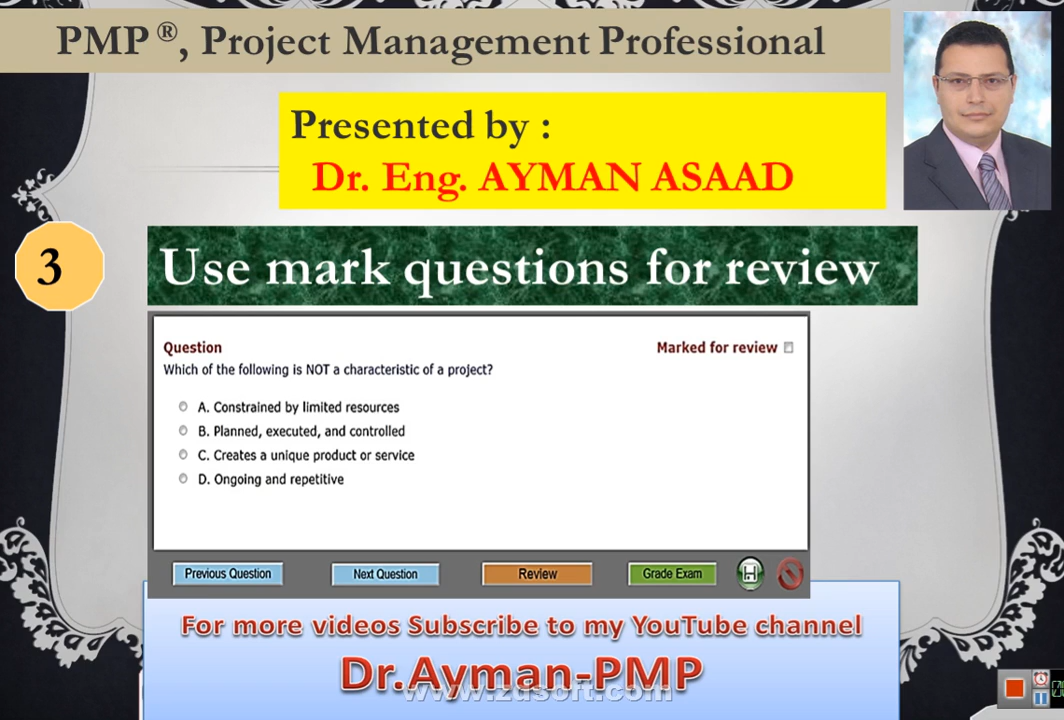 PMP ®, Project Management Professional
Presented by :
Dr. Eng. AYMAN ASAAD
3
Use mark questions for review
Question
Marked for review
Which of the following is NOT a characteristic of a project?
A. Constrained by limited resources
B. Planned, executed, and controlled
C. Creates a unique product or service
D. Ongoing and repetitive
Previous Question
Next Question
Review
Grade Exam
For more videos Subscribe to my YouTube channel
Dr.Ayman-PMP
www.zdsoft.com